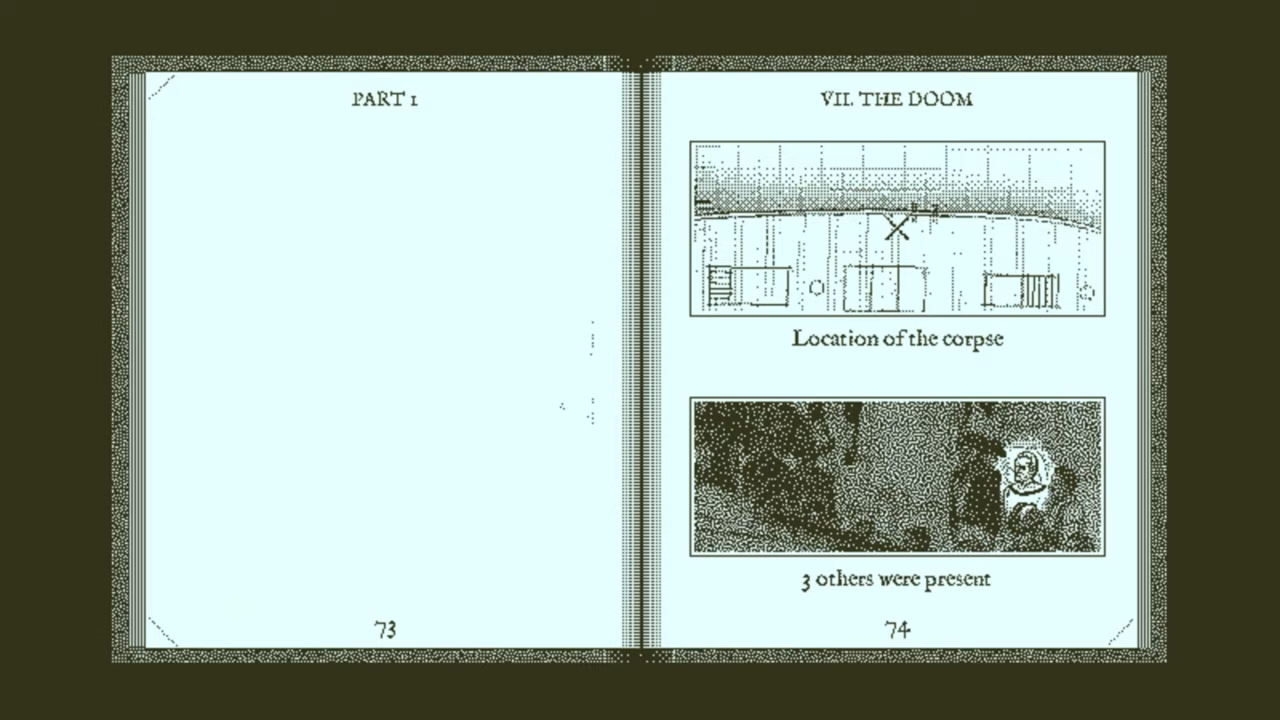 PART 1
VII. THE DOOM
Location of the corpse
3 others were present
73
74